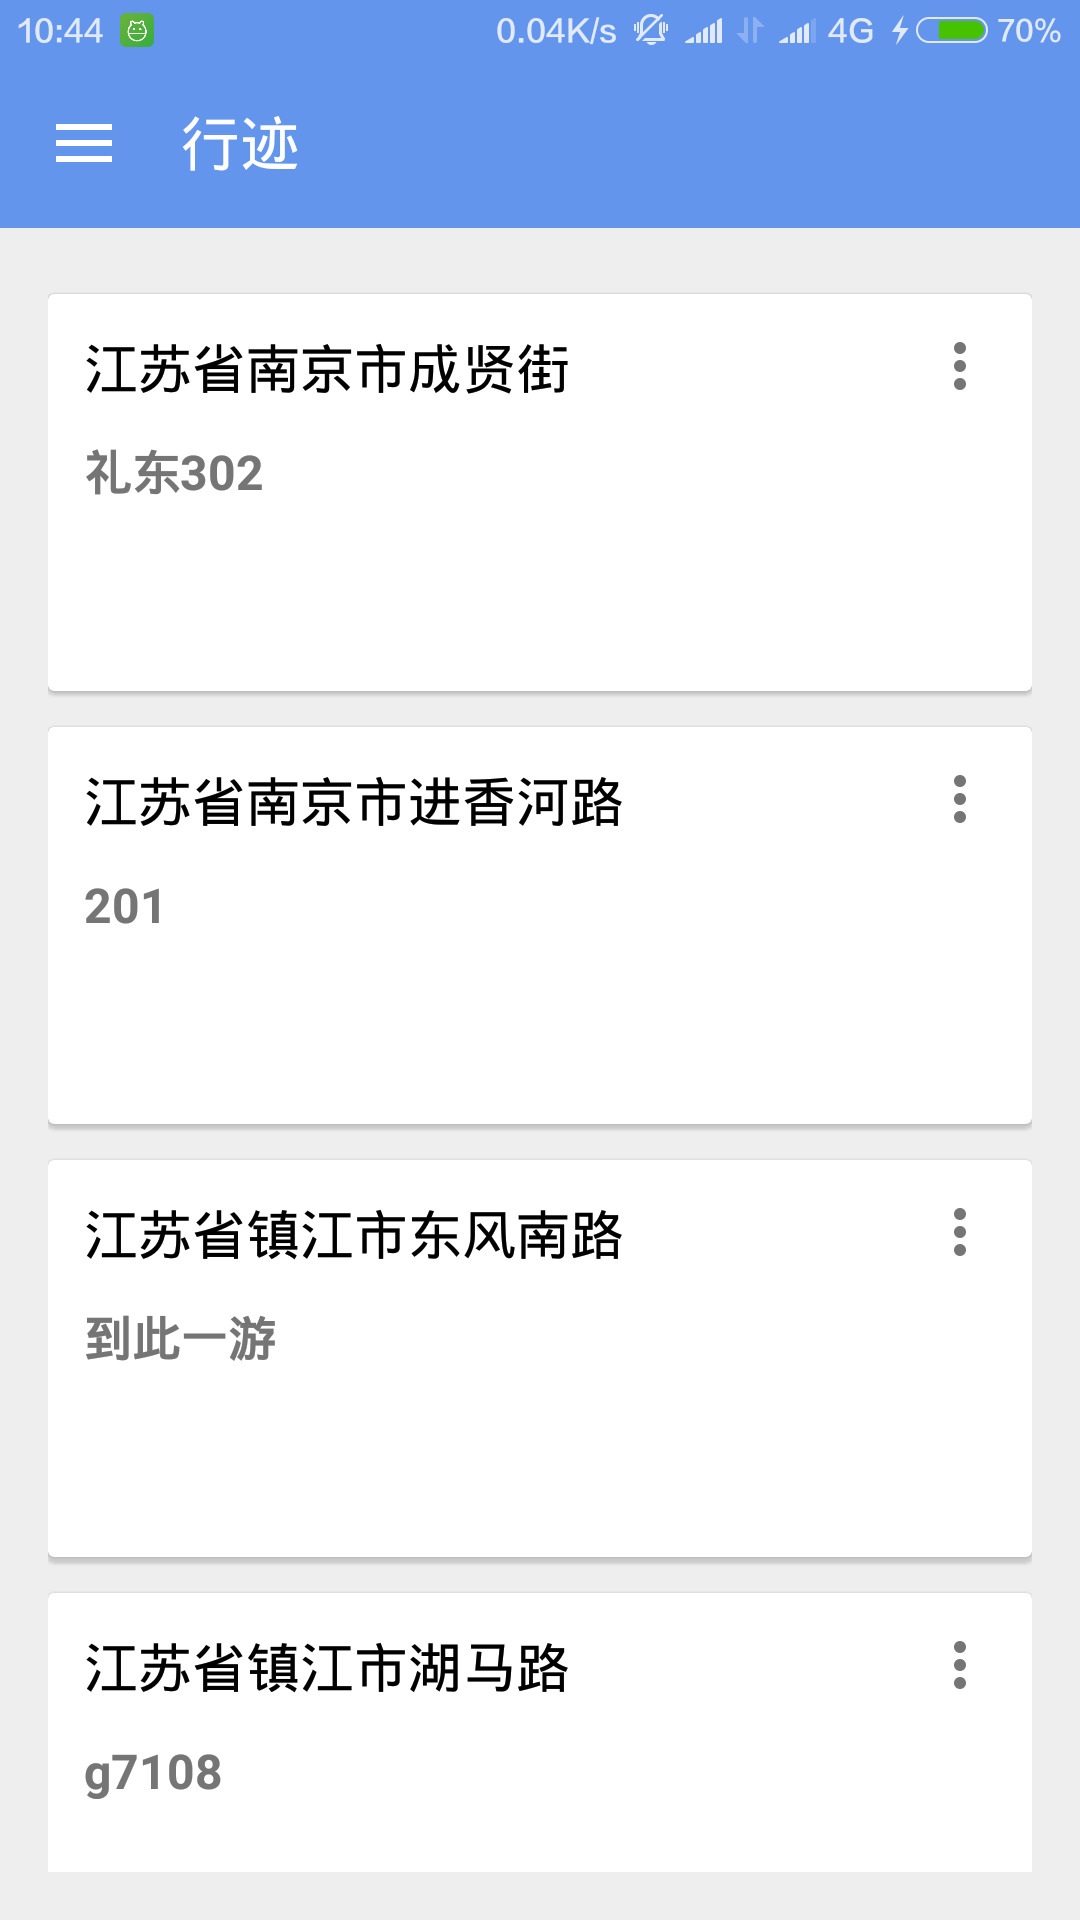 10:44 0.04K/s 4G 70%
行迹
江苏省南京市成贤街
礼东302
江苏省南京市进香河路
201
江苏省镇江市东风南路
到此一游
江苏省镇江市湖马路
g7108